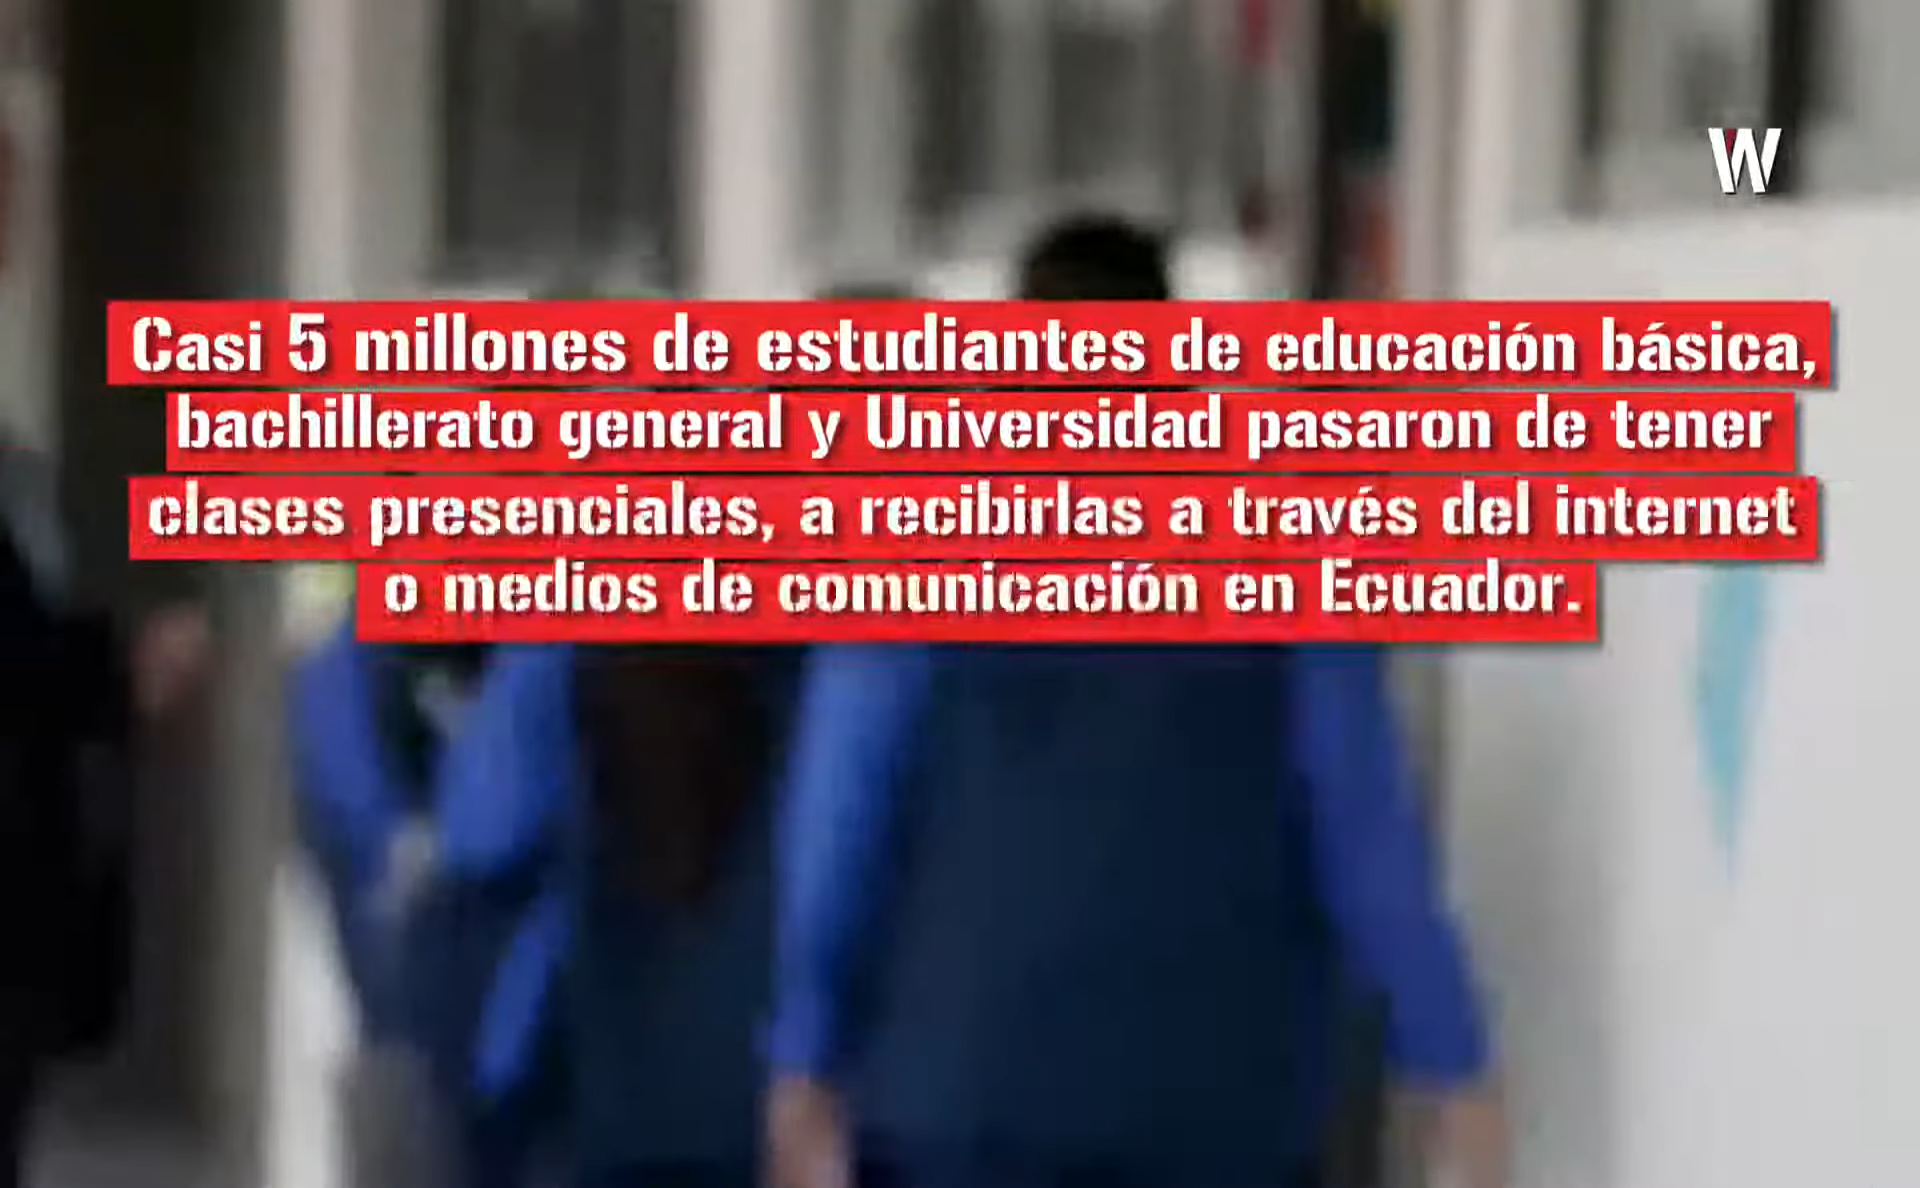 W
Casi 5 millones de estudiantes de educación básica,
bachillerato general y Universidad pasaron de tener
clases presenciales, a recibirlas a través del internet
o medios de comunicación en Ecuador.